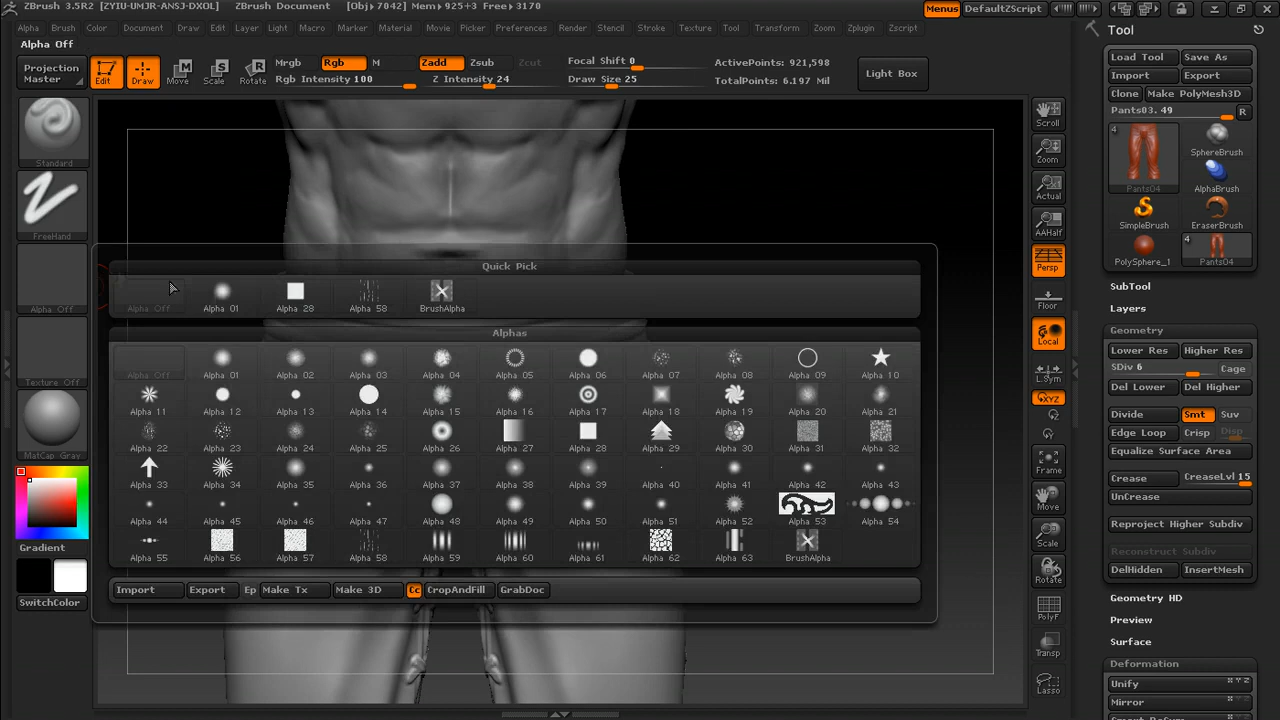 ZBrush 3.5R2 [ZYIU-UMJR-ANSJ-DXOL] ZBrush Document [Obj▸7042] Mem▸925+3 Free▸3170 Menus DefaultZScript
Alpha Brush Color Document Draw Edit Layer Light Macro Marker Material Movie Picker Preferences Render Stencil Stroke Texture Tool Transform Zoom Zplugin Zscript
Alpha Off
Projection Master
Edit
Draw
Move
Scale
Rotate
Mrgb Rgb M
Rgb Intensity 100
Zadd Zsub Zcut
Z Intensity 24
Focal Shift 0
Draw Size 25
ActivePoints: 921,598
TotalPoints: 6.197 Mil
Light Box
Standard
FreeHand
Alpha Off
Texture Off
MatCap Gray
Gradient
SwitchColor
Quick Pick
Alpha Off Alpha 01 Alpha 28 Alpha 58 BrushAlpha
Alphas
Alpha Off Alpha 01 Alpha 02 Alpha 03 Alpha 04 Alpha 05 Alpha 06 Alpha 07 Alpha 08 Alpha 09 Alpha 10
Alpha 11 Alpha 12 Alpha 13 Alpha 14 Alpha 15 Alpha 16 Alpha 17 Alpha 18 Alpha 19 Alpha 20 Alpha 21
Alpha 22 Alpha 23 Alpha 24 Alpha 25 Alpha 26 Alpha 27 Alpha 28 Alpha 29 Alpha 30 Alpha 31 Alpha 32
Alpha 33 Alpha 34 Alpha 35 Alpha 36 Alpha 37 Alpha 38 Alpha 39 Alpha 40 Alpha 41 Alpha 42 Alpha 43
Alpha 44 Alpha 45 Alpha 46 Alpha 47 Alpha 48 Alpha 49 Alpha 50 Alpha 51 Alpha 52 Alpha 53 Alpha 54
Alpha 55 Alpha 56 Alpha 57 Alpha 58 Alpha 59 Alpha 60 Alpha 61 Alpha 62 Alpha 63 BrushAlpha
Import Export Ep Make Tx Make 3D Cc CropAndFill GrabDoc
Scroll
Zoom
Actual
AAHalf
Persp
Floor
Local
L.Sym
XYZ
Frame
Move
Scale
Rotate
PolyF
Transp
Lasso
Tool
Load Tool Save As
Import Export
Clone Make PolyMesh3D
Pants03. 49 R
4 Pants04
SphereBrush
AlphaBrush
SimpleBrush EraserBrush
PolySphere_1 4 Pants04
SubTool
Layers
Geometry
Lower Res Higher Res
SDiv 6 Cage
Del Lower Del Higher
Divide Smt Suv
Edge Loop Crisp Disp
Equalize Surface Area
Crease CreaseLvl 15
UnCrease
Reproject Higher Subdiv
Reconstruct Subdiv
DelHidden InsertMesh
Geometry HD
Preview
Surface
Deformation
Unify
Mirror